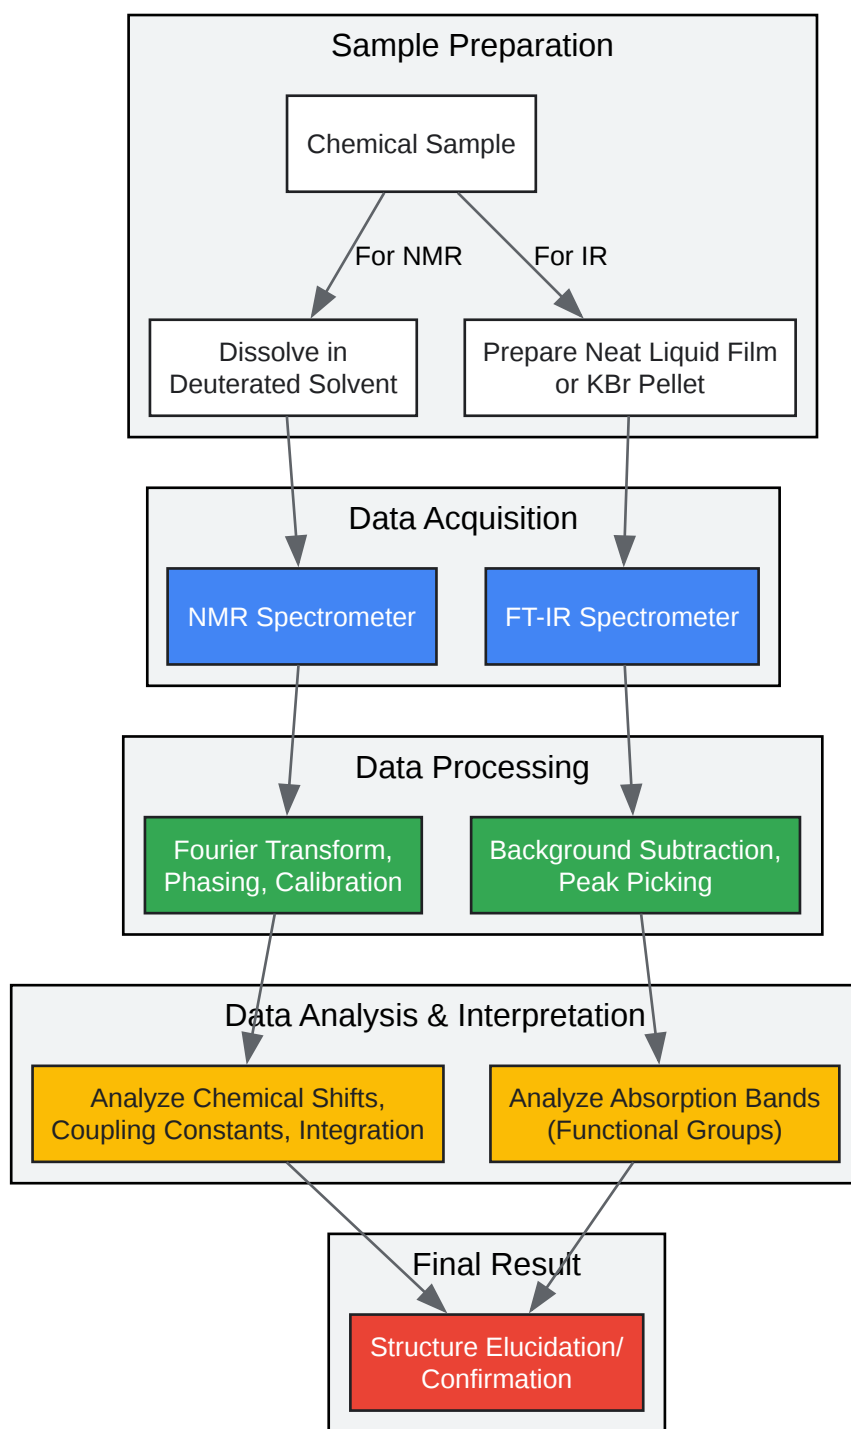 Sample Preparation
Chemical Sample
For NMR
For IR
Dissolve in
Deuterated Solvent
Prepare Neat Liquid Film
or KBr Pellet
Data Acquisition
NMR Spectrometer
FT-IR Spectrometer
Data Processing
Fourier Transform,
Phasing, Calibration
Background Subtraction,
Peak Picking
Data Analysis & Interpretation
Analyze Chemical Shifts,
Coupling Constants, Integration
Analyze Absorption Bands
(Functional Groups)
Final Result
Structure Elucidation/
Confirmation